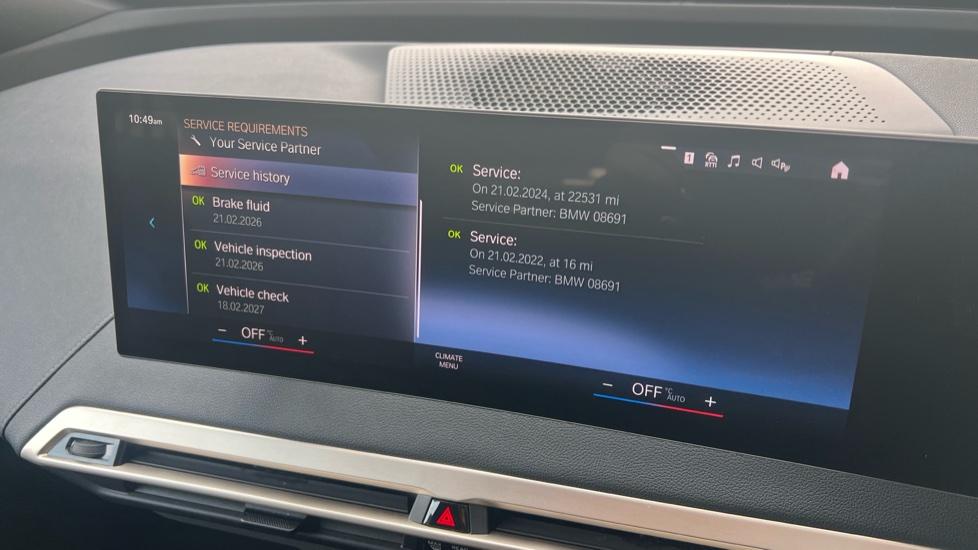 10:49am
SERVICE REQUIREMENTS
Your Service Partner
Service history
OK Brake fluid
21.02.2026
OK Vehicle inspection
21.02.2026
OK Vehicle check
18.02.2027
- OFF °C AUTO +
1
RTTI
OK Service:
On 21.02.2024, at 22531 mi
Service Partner: BMW 08691
OK Service:
On 21.02.2022, at 16 mi
Service Partner: BMW 08691
CLIMATE
MENU
- OFF °C AUTO +
MAX